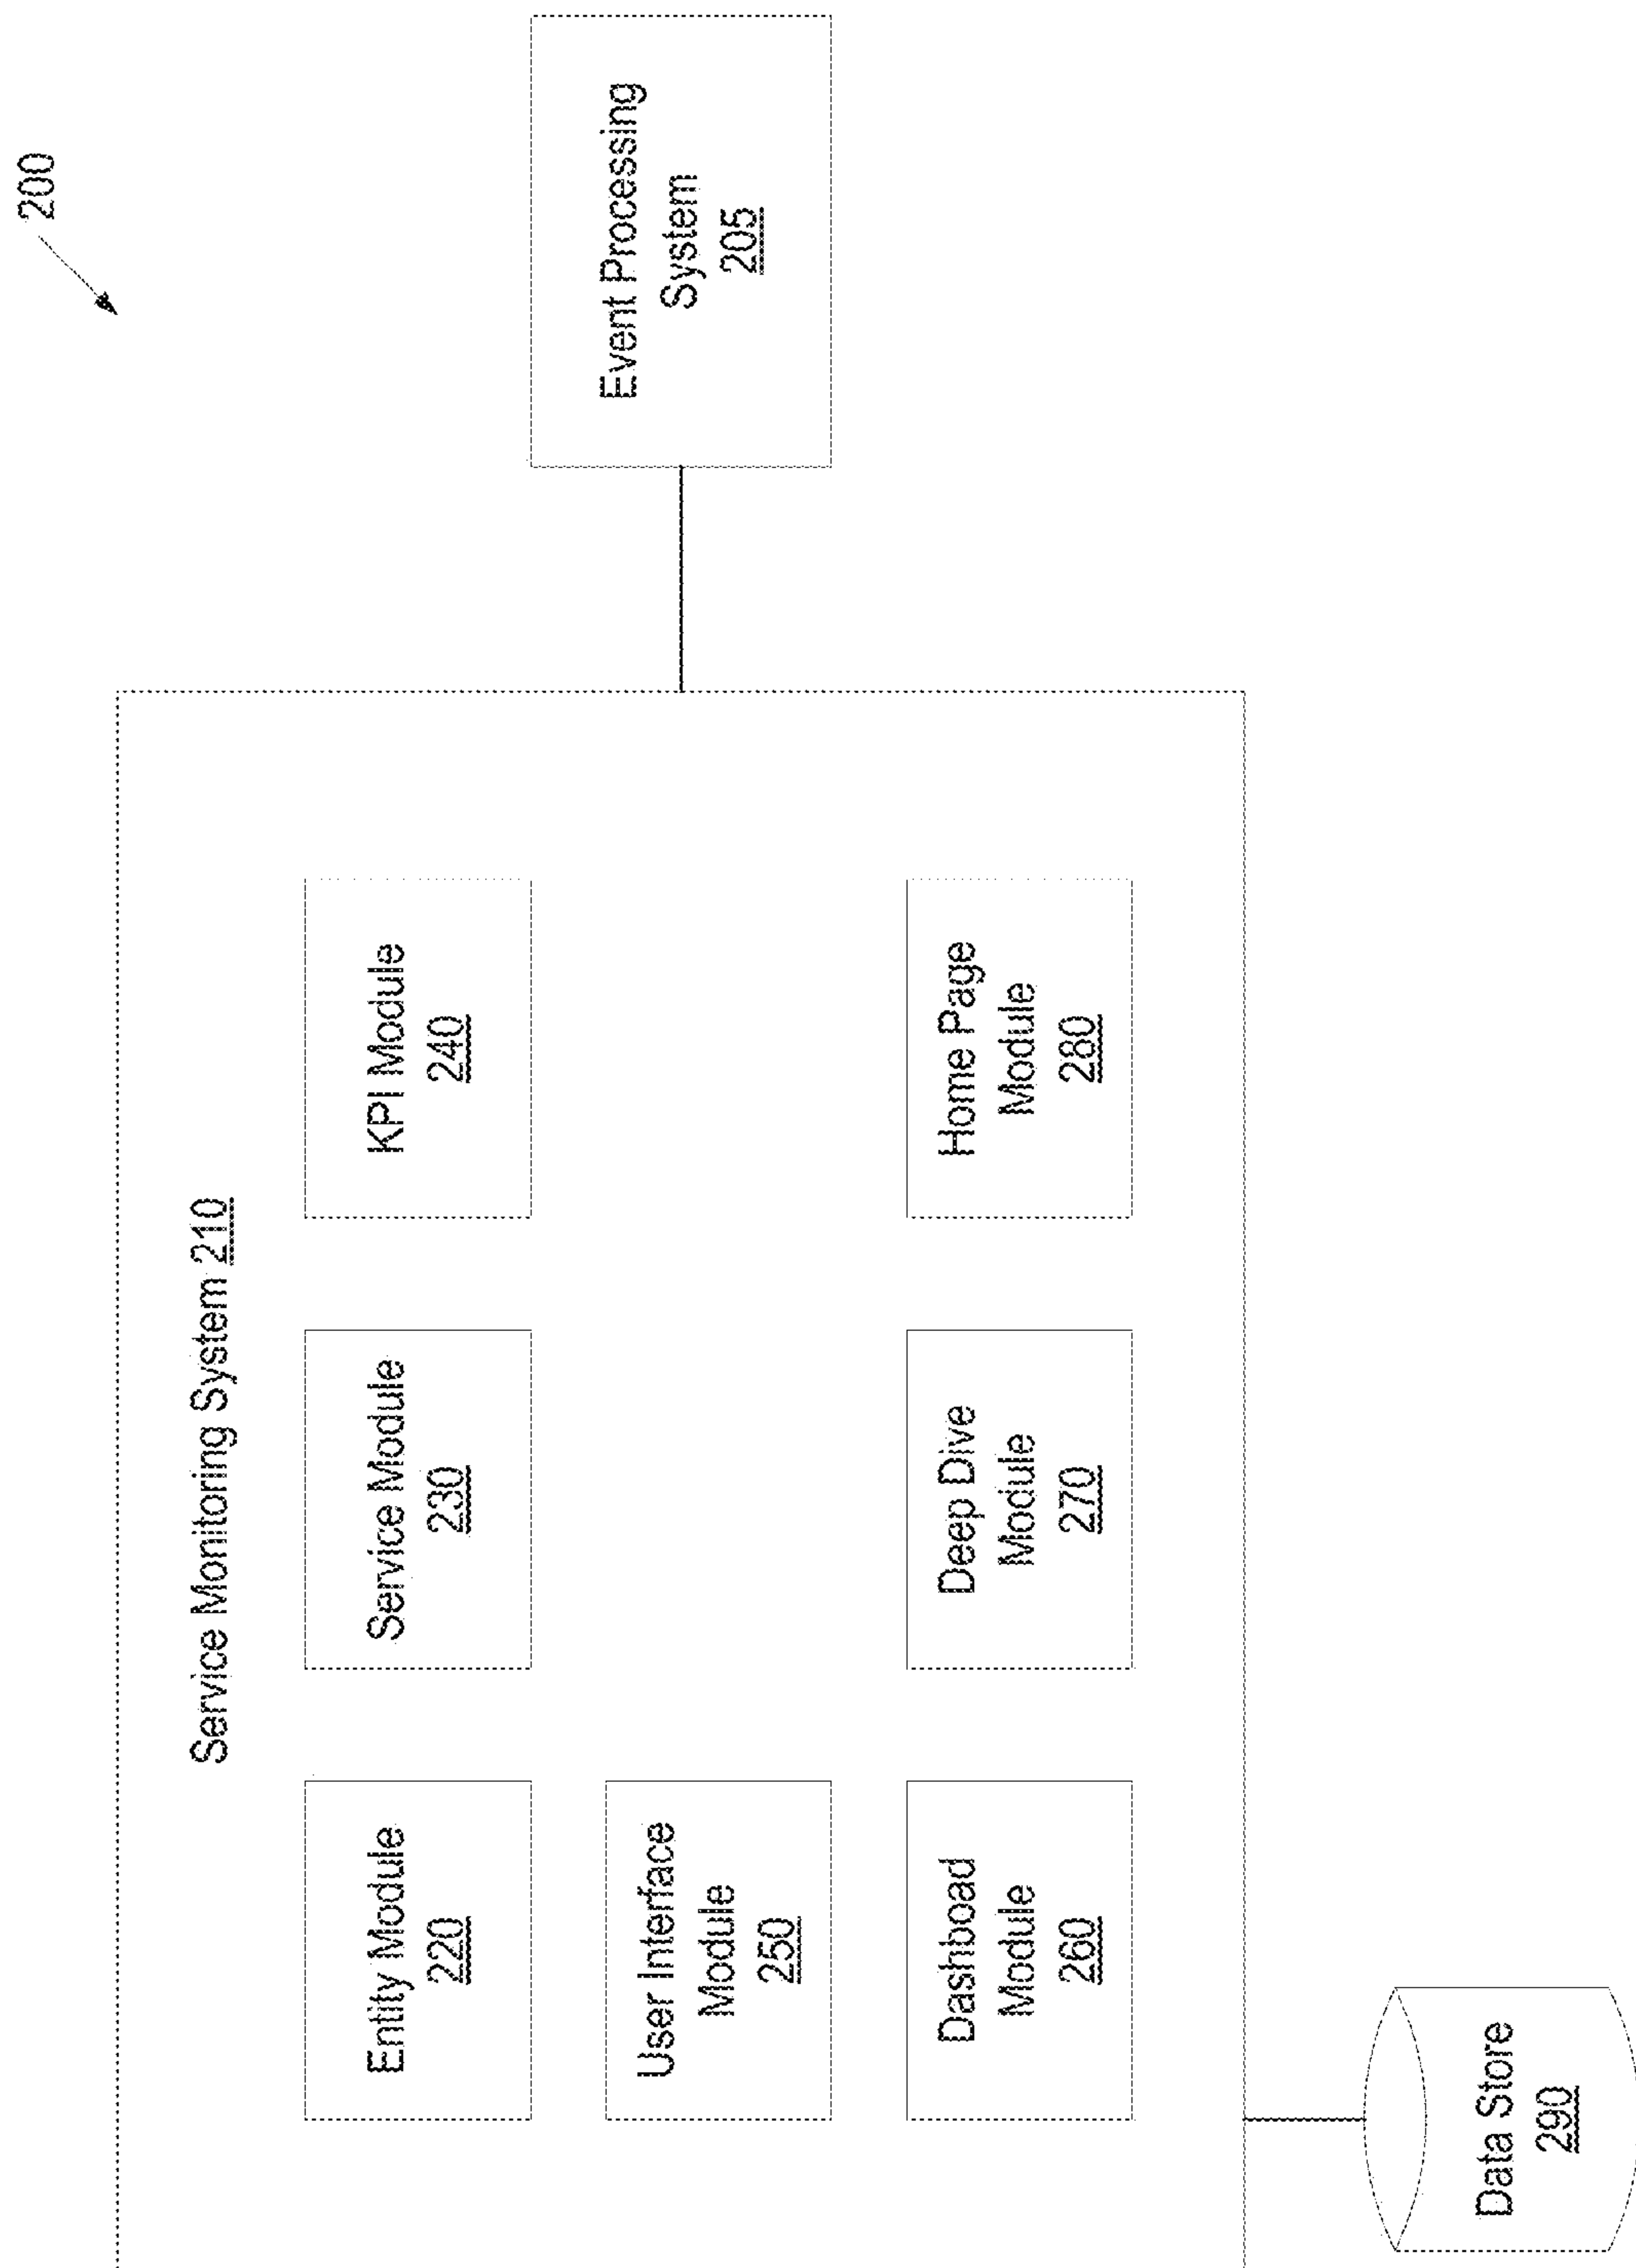 200
Service Monitoring System 210
Entity Module
220
Service Module
230
KPI Module
240
User Interface
Module
250
Dashboad
Module
260
Deep Dive
Module
270
Home Page
Module
280
Event Processing
System
205
Data Store
290